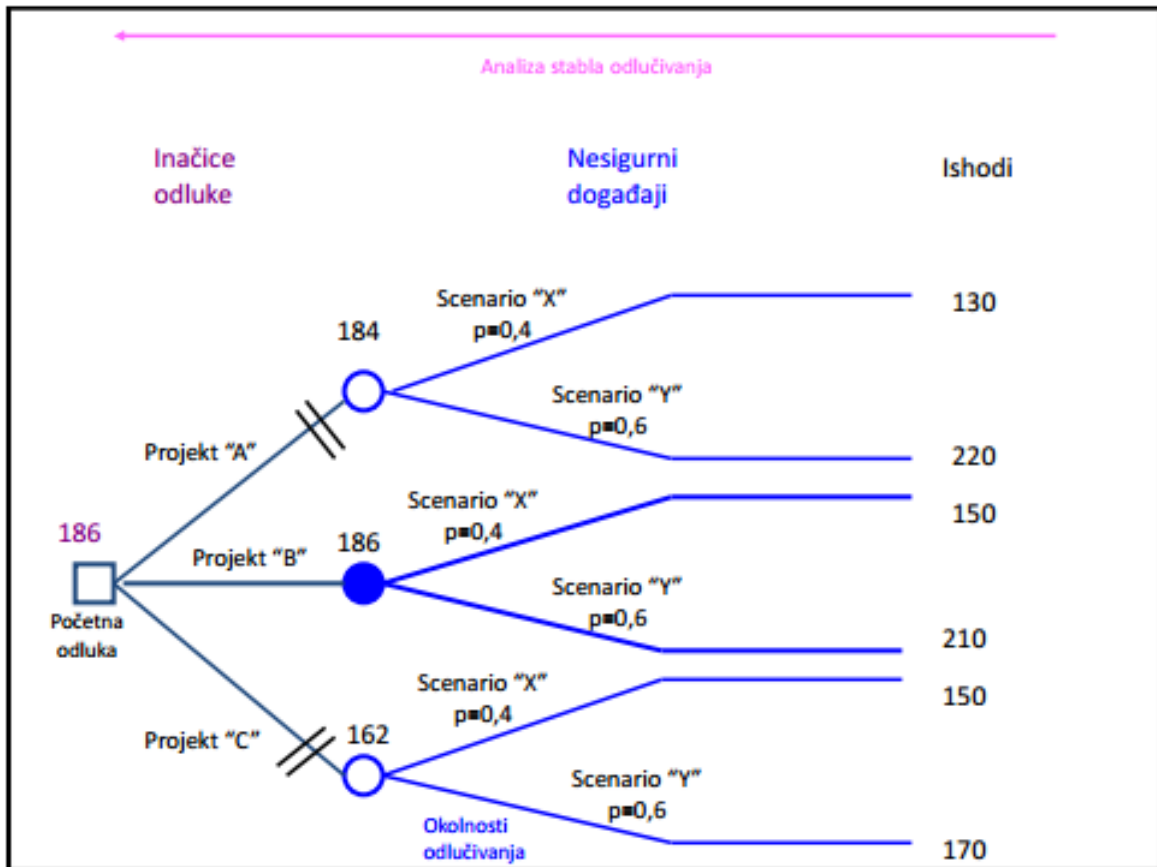 Analiza stabla odlučivanja
Inačice
odluke
Nesigurni
događaji
Ishodi
Scenario "X"
p=0,4
130
184
Scenario "Y"
p=0,6
Projekt "A"
220
Scenario "X"
p=0,4
150
186
186
Projekt "B"
Scenario "Y"
p=0,6
Početna
odluka
210
Scenario "X"
p=0,4
150
162
Projekt "C"
Scenario "Y"
p=0,6
Okolnosti
odlučivanja
170